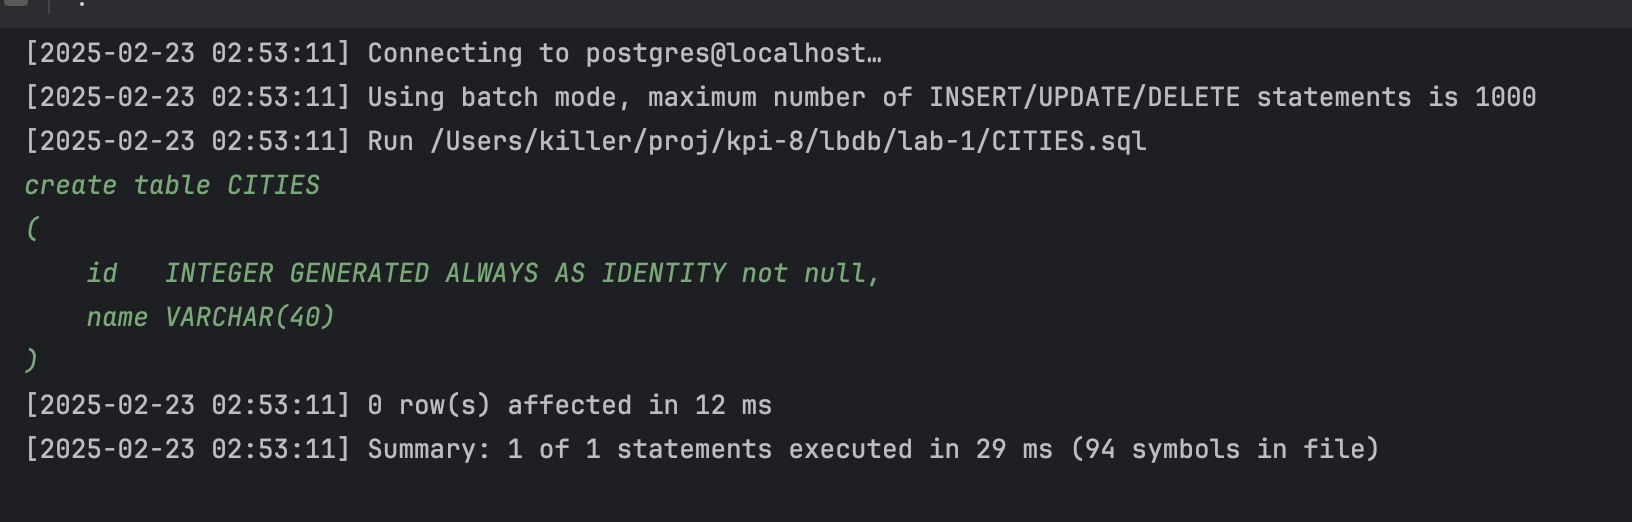 [2025-02-23 02:53:11] Connecting to postgres@localhost…
[2025-02-23 02:53:11] Using batch mode, maximum number of INSERT/UPDATE/DELETE statements is 1000
[2025-02-23 02:53:11] Run /Users/killer/proj/kpi-8/lbdb/lab-1/CITIES.sql
create table CITIES
(
    id   INTEGER GENERATED ALWAYS AS IDENTITY not null,
    name VARCHAR(40)
)
[2025-02-23 02:53:11] 0 row(s) affected in 12 ms
[2025-02-23 02:53:11] Summary: 1 of 1 statements executed in 29 ms (94 symbols in file)